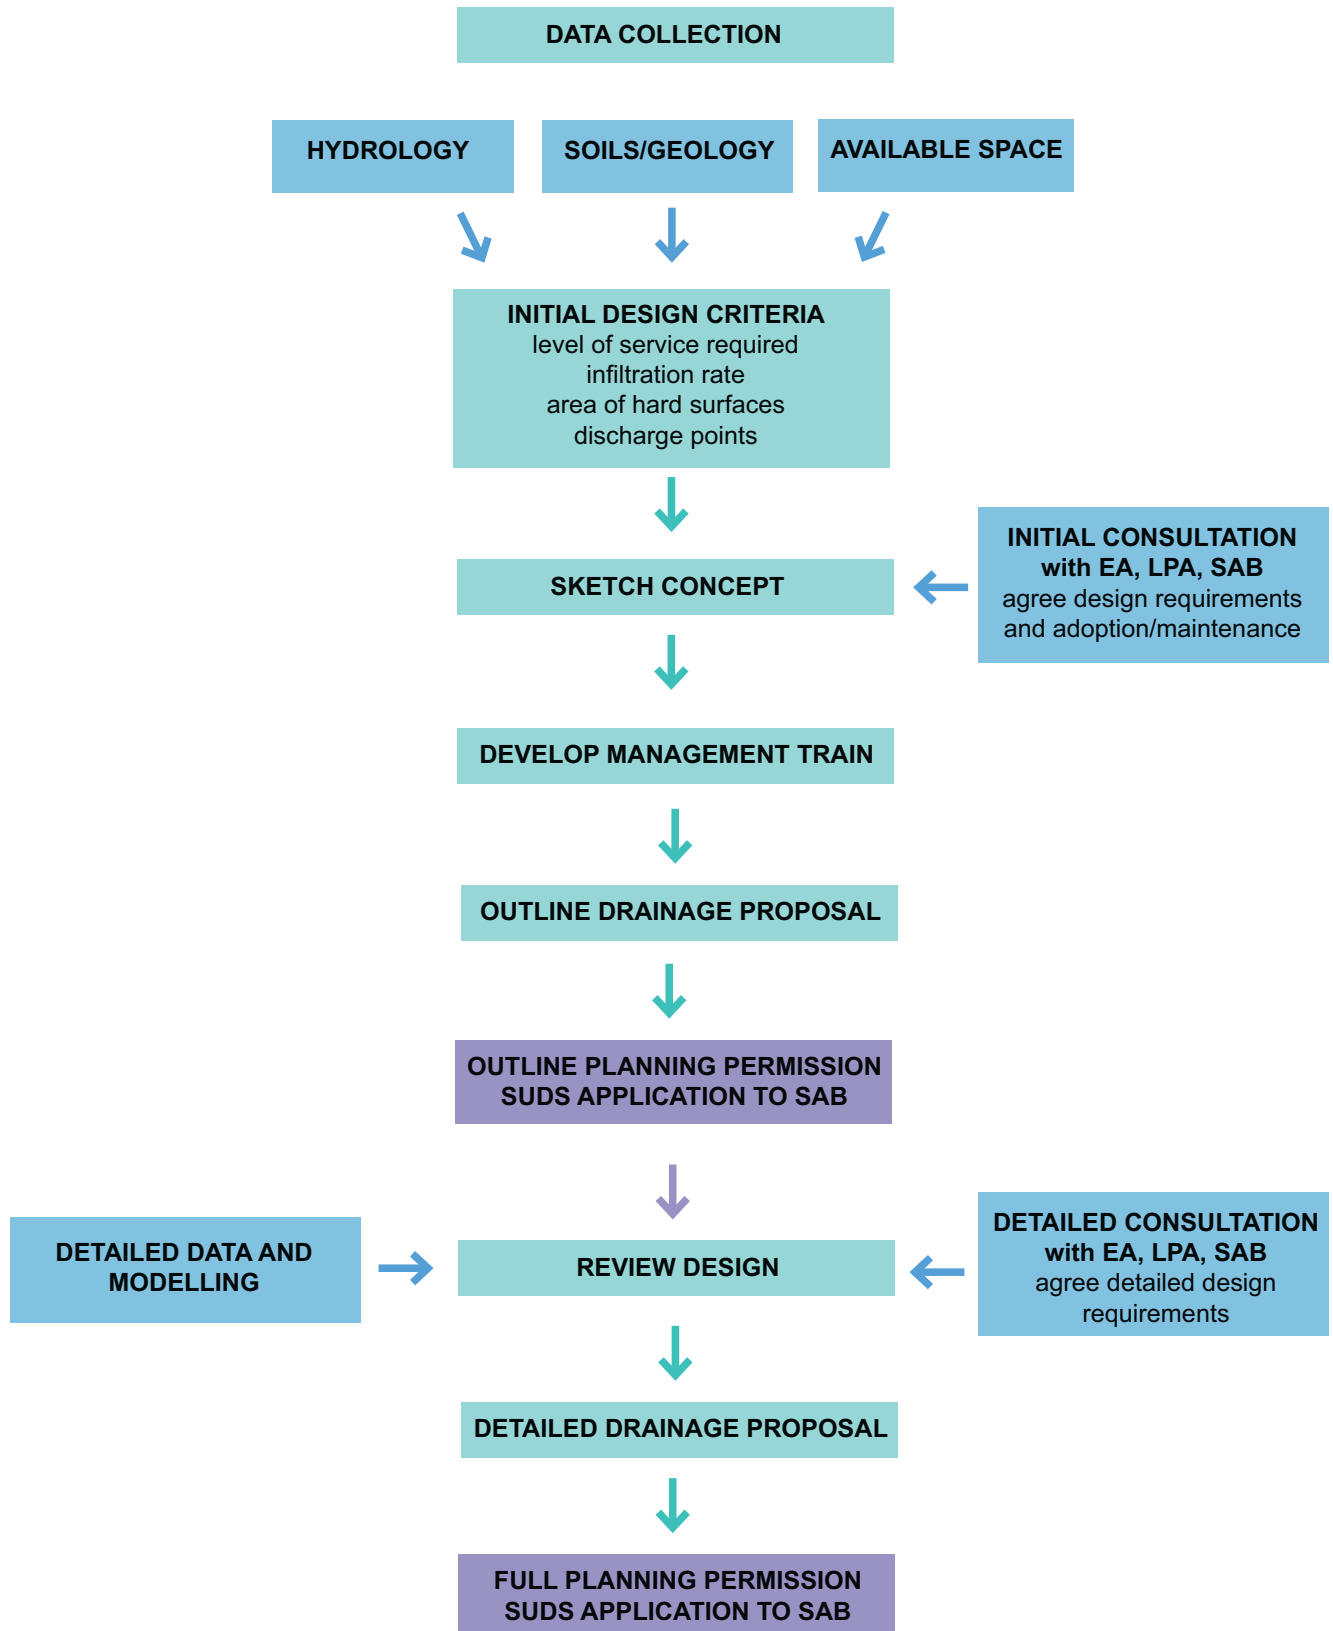 DATA COLLECTION
HYDROLOGY
SOILS/GEOLOGY
AVAILABLE SPACE
INITIAL DESIGN CRITERIA
level of service required
infiltration rate
area of hard surfaces
discharge points
SKETCH CONCEPT
INITIAL CONSULTATION
with EA, LPA, SAB
agree design requirements
and adoption/maintenance
DEVELOP MANAGEMENT TRAIN
OUTLINE DRAINAGE PROPOSAL
OUTLINE PLANNING PERMISSION
SUDS APPLICATION TO SAB
DETAILED DATA AND
MODELLING
REVIEW DESIGN
DETAILED CONSULTATION
with EA, LPA, SAB
agree detailed design
requirements
DETAILED DRAINAGE PROPOSAL
FULL PLANNING PERMISSION
SUDS APPLICATION TO SAB